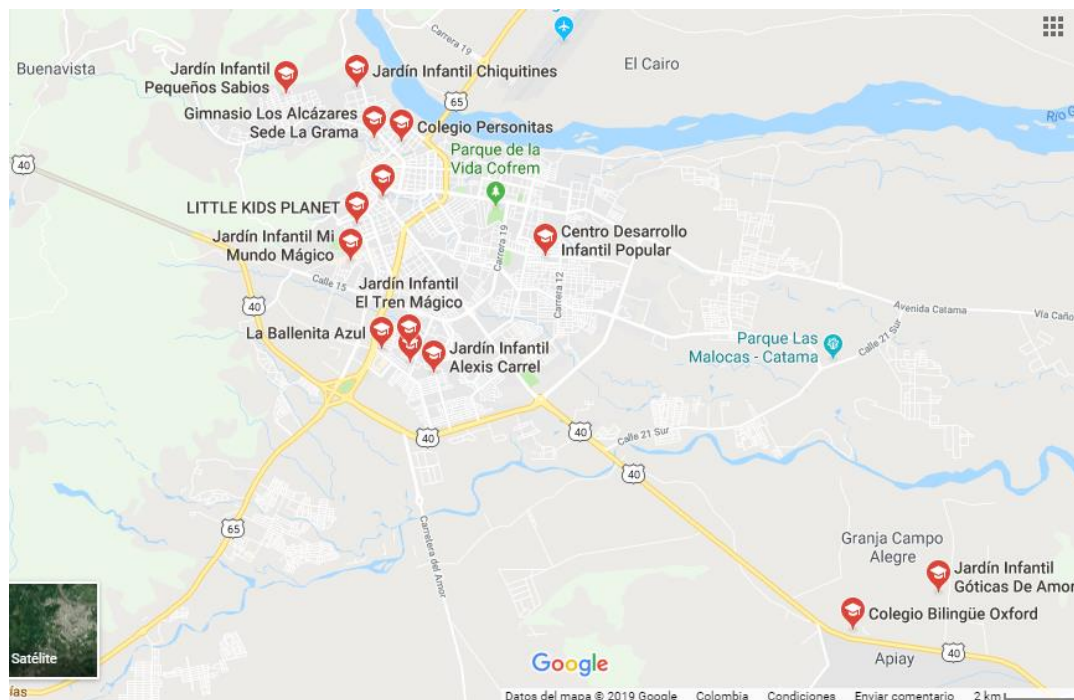 Carrera 19
Buenavista
Jardín Infantil
Pequeños Sabios
Jardín Infantil Chiquitines
El Cairo
65
Gimnasio Los Alcázares
Sede La Grama
Colegio Personitas
40
Parque de la
Vida Cofrem
LITTLE KIDS PLANET
Jardín Infantil Mi
Mundo Mágico
Carrera 19
Centro Desarrollo
Infantil Popular
Calle 15
Jardín Infantil
El Tren Mágico
Carrera 12
40
Avenida Catama
Vía Caño
La Ballenita Azul
Jardín Infantil
Alexis Carrel
Parque Las
Malocas - Catama
Calle 21 Sur
40
40
Calle 21 Sur
40
65
Carretera del Amor
Granja Campo
Alegre
Jardín Infantil
Góticas De Amor
Colegio Bilingüe Oxford
40
Apiay
Satélite
Google
Datos del mapa © 2019 Google Colombia Condiciones Enviar comentario 2 km